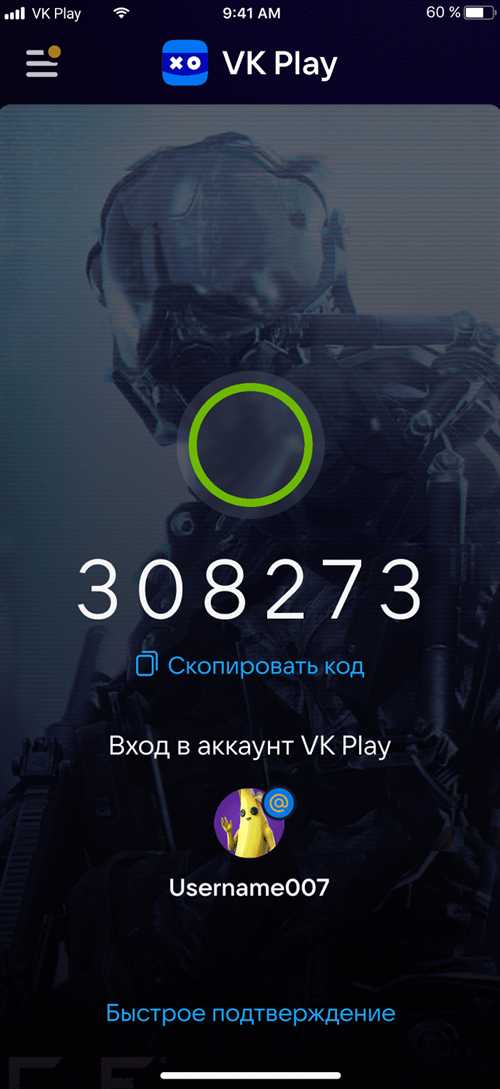 VK Play 9:41 AM 60 %
VK Play
308273
Скопировать код
Вход в аккаунт VK Play
@
Username007
Быстрое подтверждение